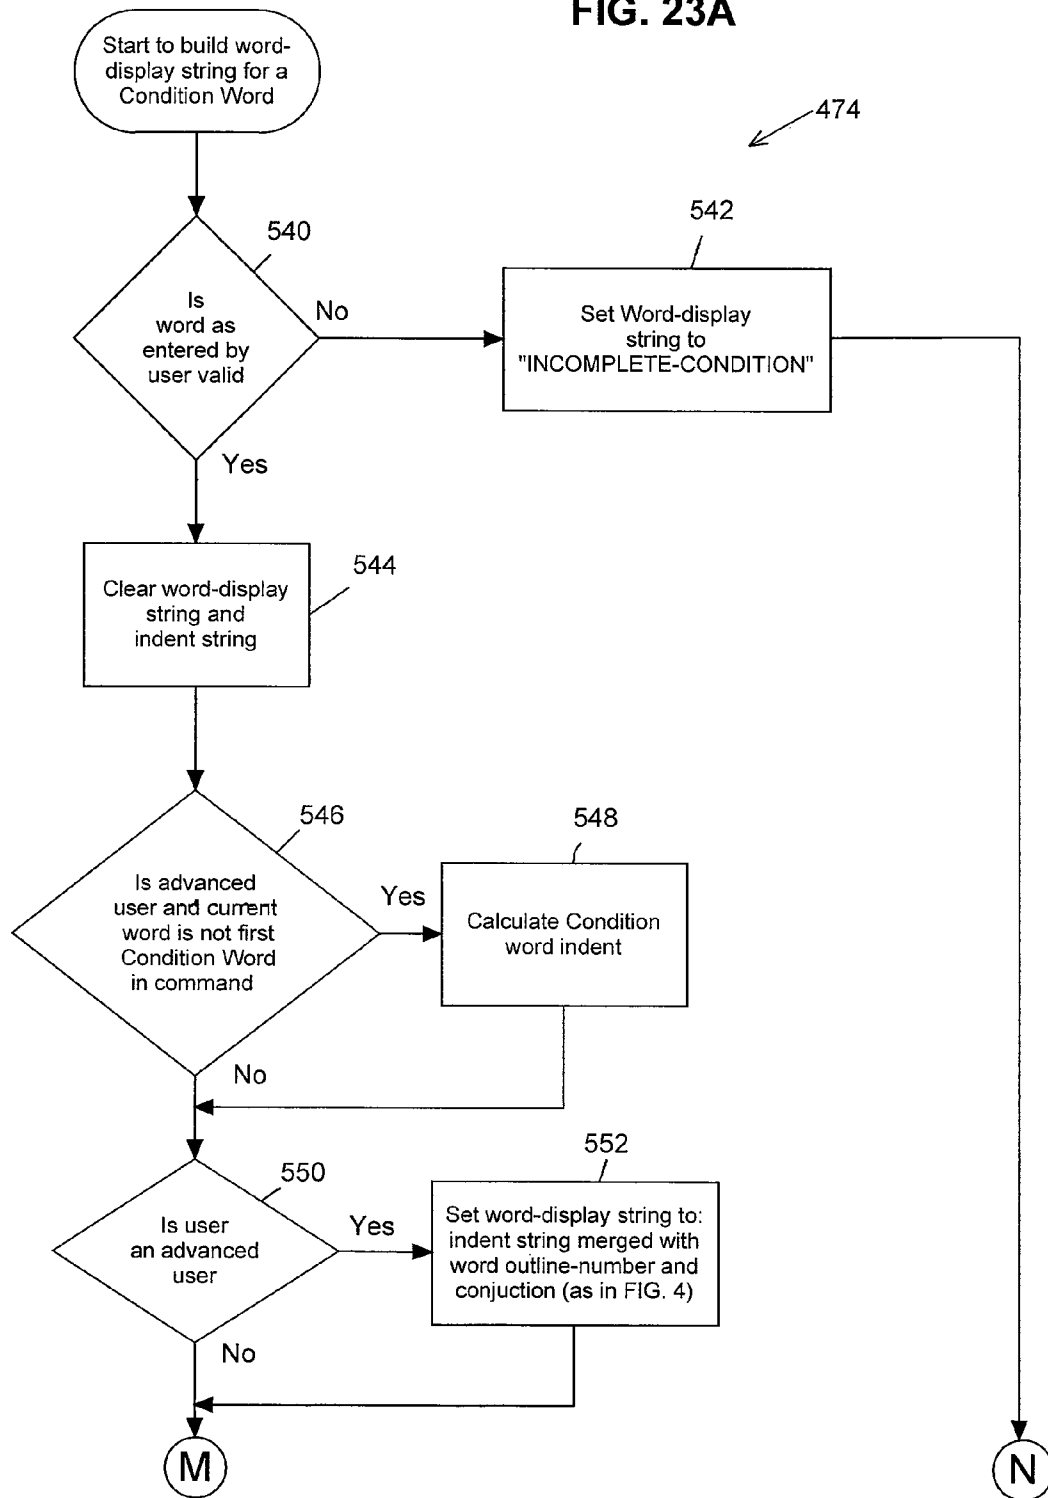 FIG. 23A
Start to build word-
display string for a
Condition Word
474
542
540
Is
word as
entered by
user valid
No
Set Word-display
string to
"INCOMPLETE-CONDITION"
Yes
544
Clear word-display
string and
indent string
546
548
Is advanced
user and current
word is not first
Condition Word
in command
Yes
Calculate Condition
word indent
No
552
550
Is user
an advanced
user
Yes
Set word-display string to:
indent string merged with
word outline-number and
conjuction (as in FIG. 4)
No
M
N